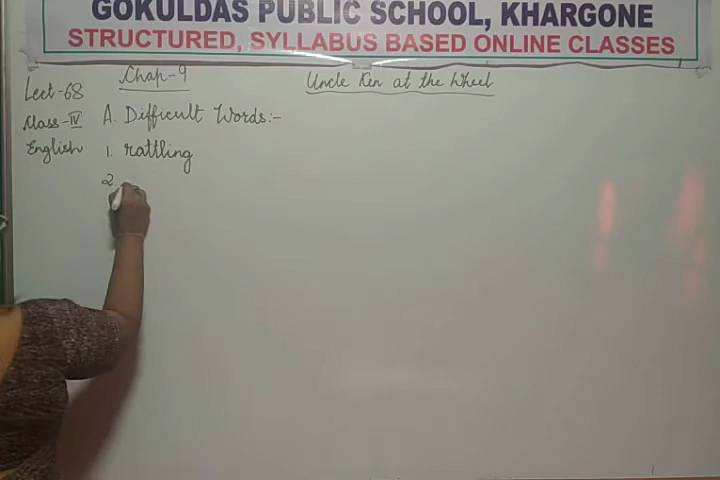 GOKULDAS PUBLIC SCHOOL, KHARGONE
STRUCTURED, SYLLABUS BASED ONLINE CLASSES
Lect-68 Chap-9 Uncle Ken at the Wheel
Class-IV A. Difficult Words:-
English 1. rattling
2.